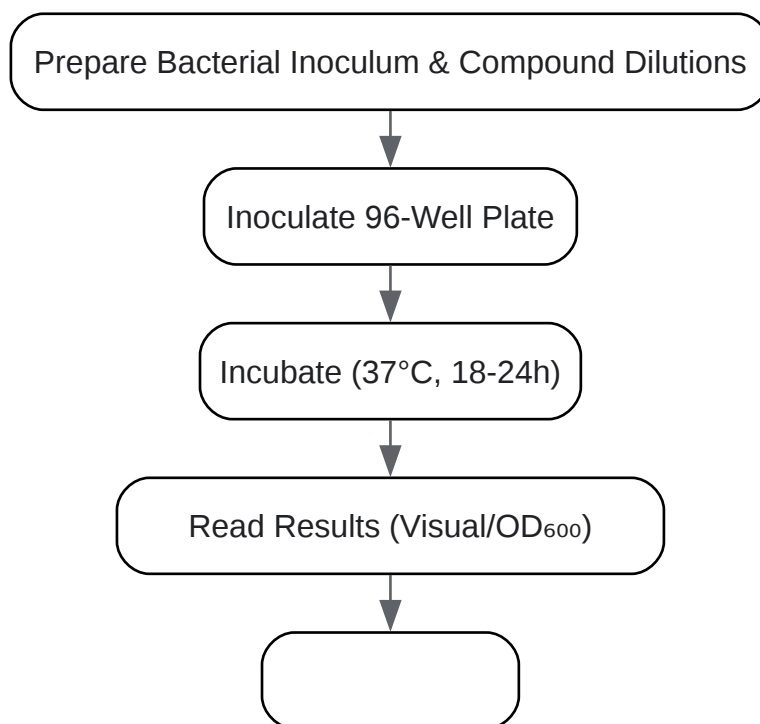 Prepare Bacterial Inoculum & Compound Dilutions
Inoculate 96-Well Plate
Incubate (37°C, 18-24h)
Read Results (Visual/OD₆₀₀)